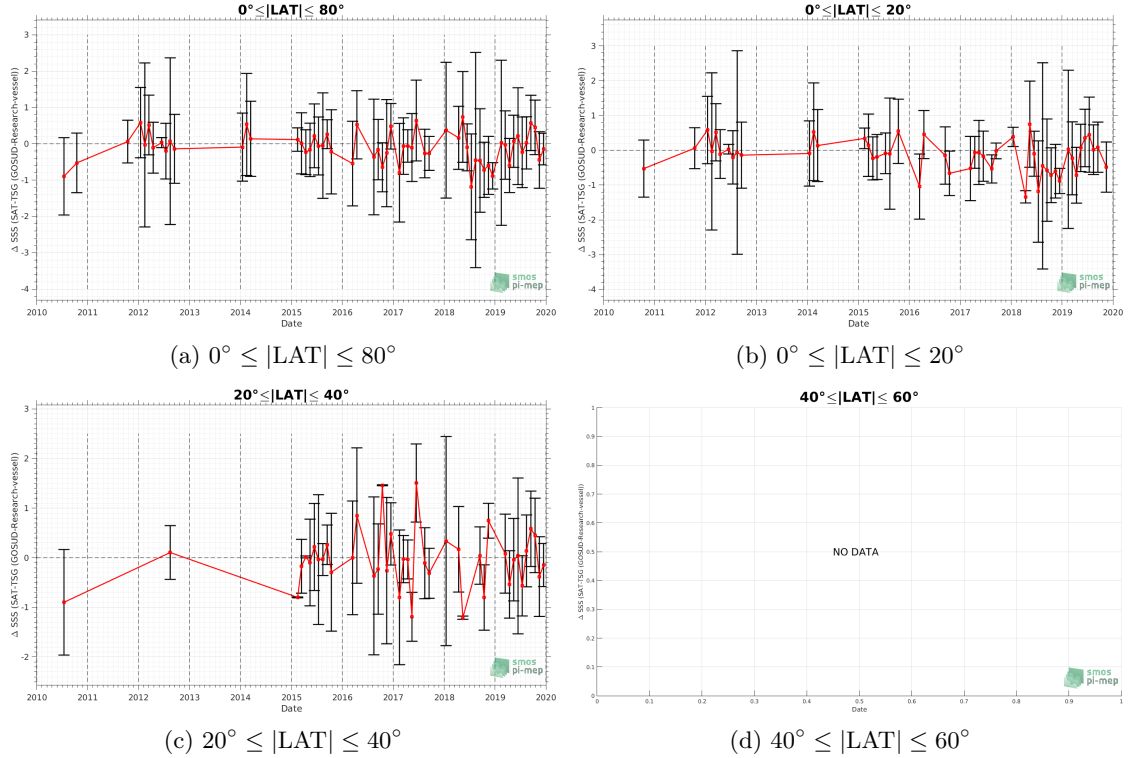 0°≤|LAT|≤ 80°
Δ SSS (SAT-TSG (GOSUD-Research-vessel))
3
2
1
0
-1
-2
-3
-4
2010 2011 2012 2013 2014 2015 2016 2017 2018 2019 2020
Date
smos
pi-mep
(a) 0° ≤ |LAT| ≤ 80°
0°≤|LAT|≤ 20°
Δ SSS (SAT-TSG (GOSUD-Research-vessel))
3
2
1
0
-1
-2
-3
-4
2010 2011 2012 2013 2014 2015 2016 2017 2018 2019 2020
Date
smos
pi-mep
(b) 0° ≤ |LAT| ≤ 20°
20°≤|LAT|≤ 40°
Δ SSS (SAT-TSG (GOSUD-Research-vessel))
3
2
1
0
-1
-2
2010 2011 2012 2013 2014 2015 2016 2017 2018 2019 2020
Date
smos
pi-mep
(c) 20° ≤ |LAT| ≤ 40°
40°≤|LAT|≤ 60°
Δ SSS (SAT-TSG (GOSUD-Research-vessel))
1
0.9
0.8
0.7
0.6
0.5
0.4
0.3
0.2
0.1
0
NO DATA
0 0.1 0.2 0.3 0.4 0.5 0.6 0.7 0.8 0.9 1
Date
smos
pi-mep
(d) 40° ≤ |LAT| ≤ 60°